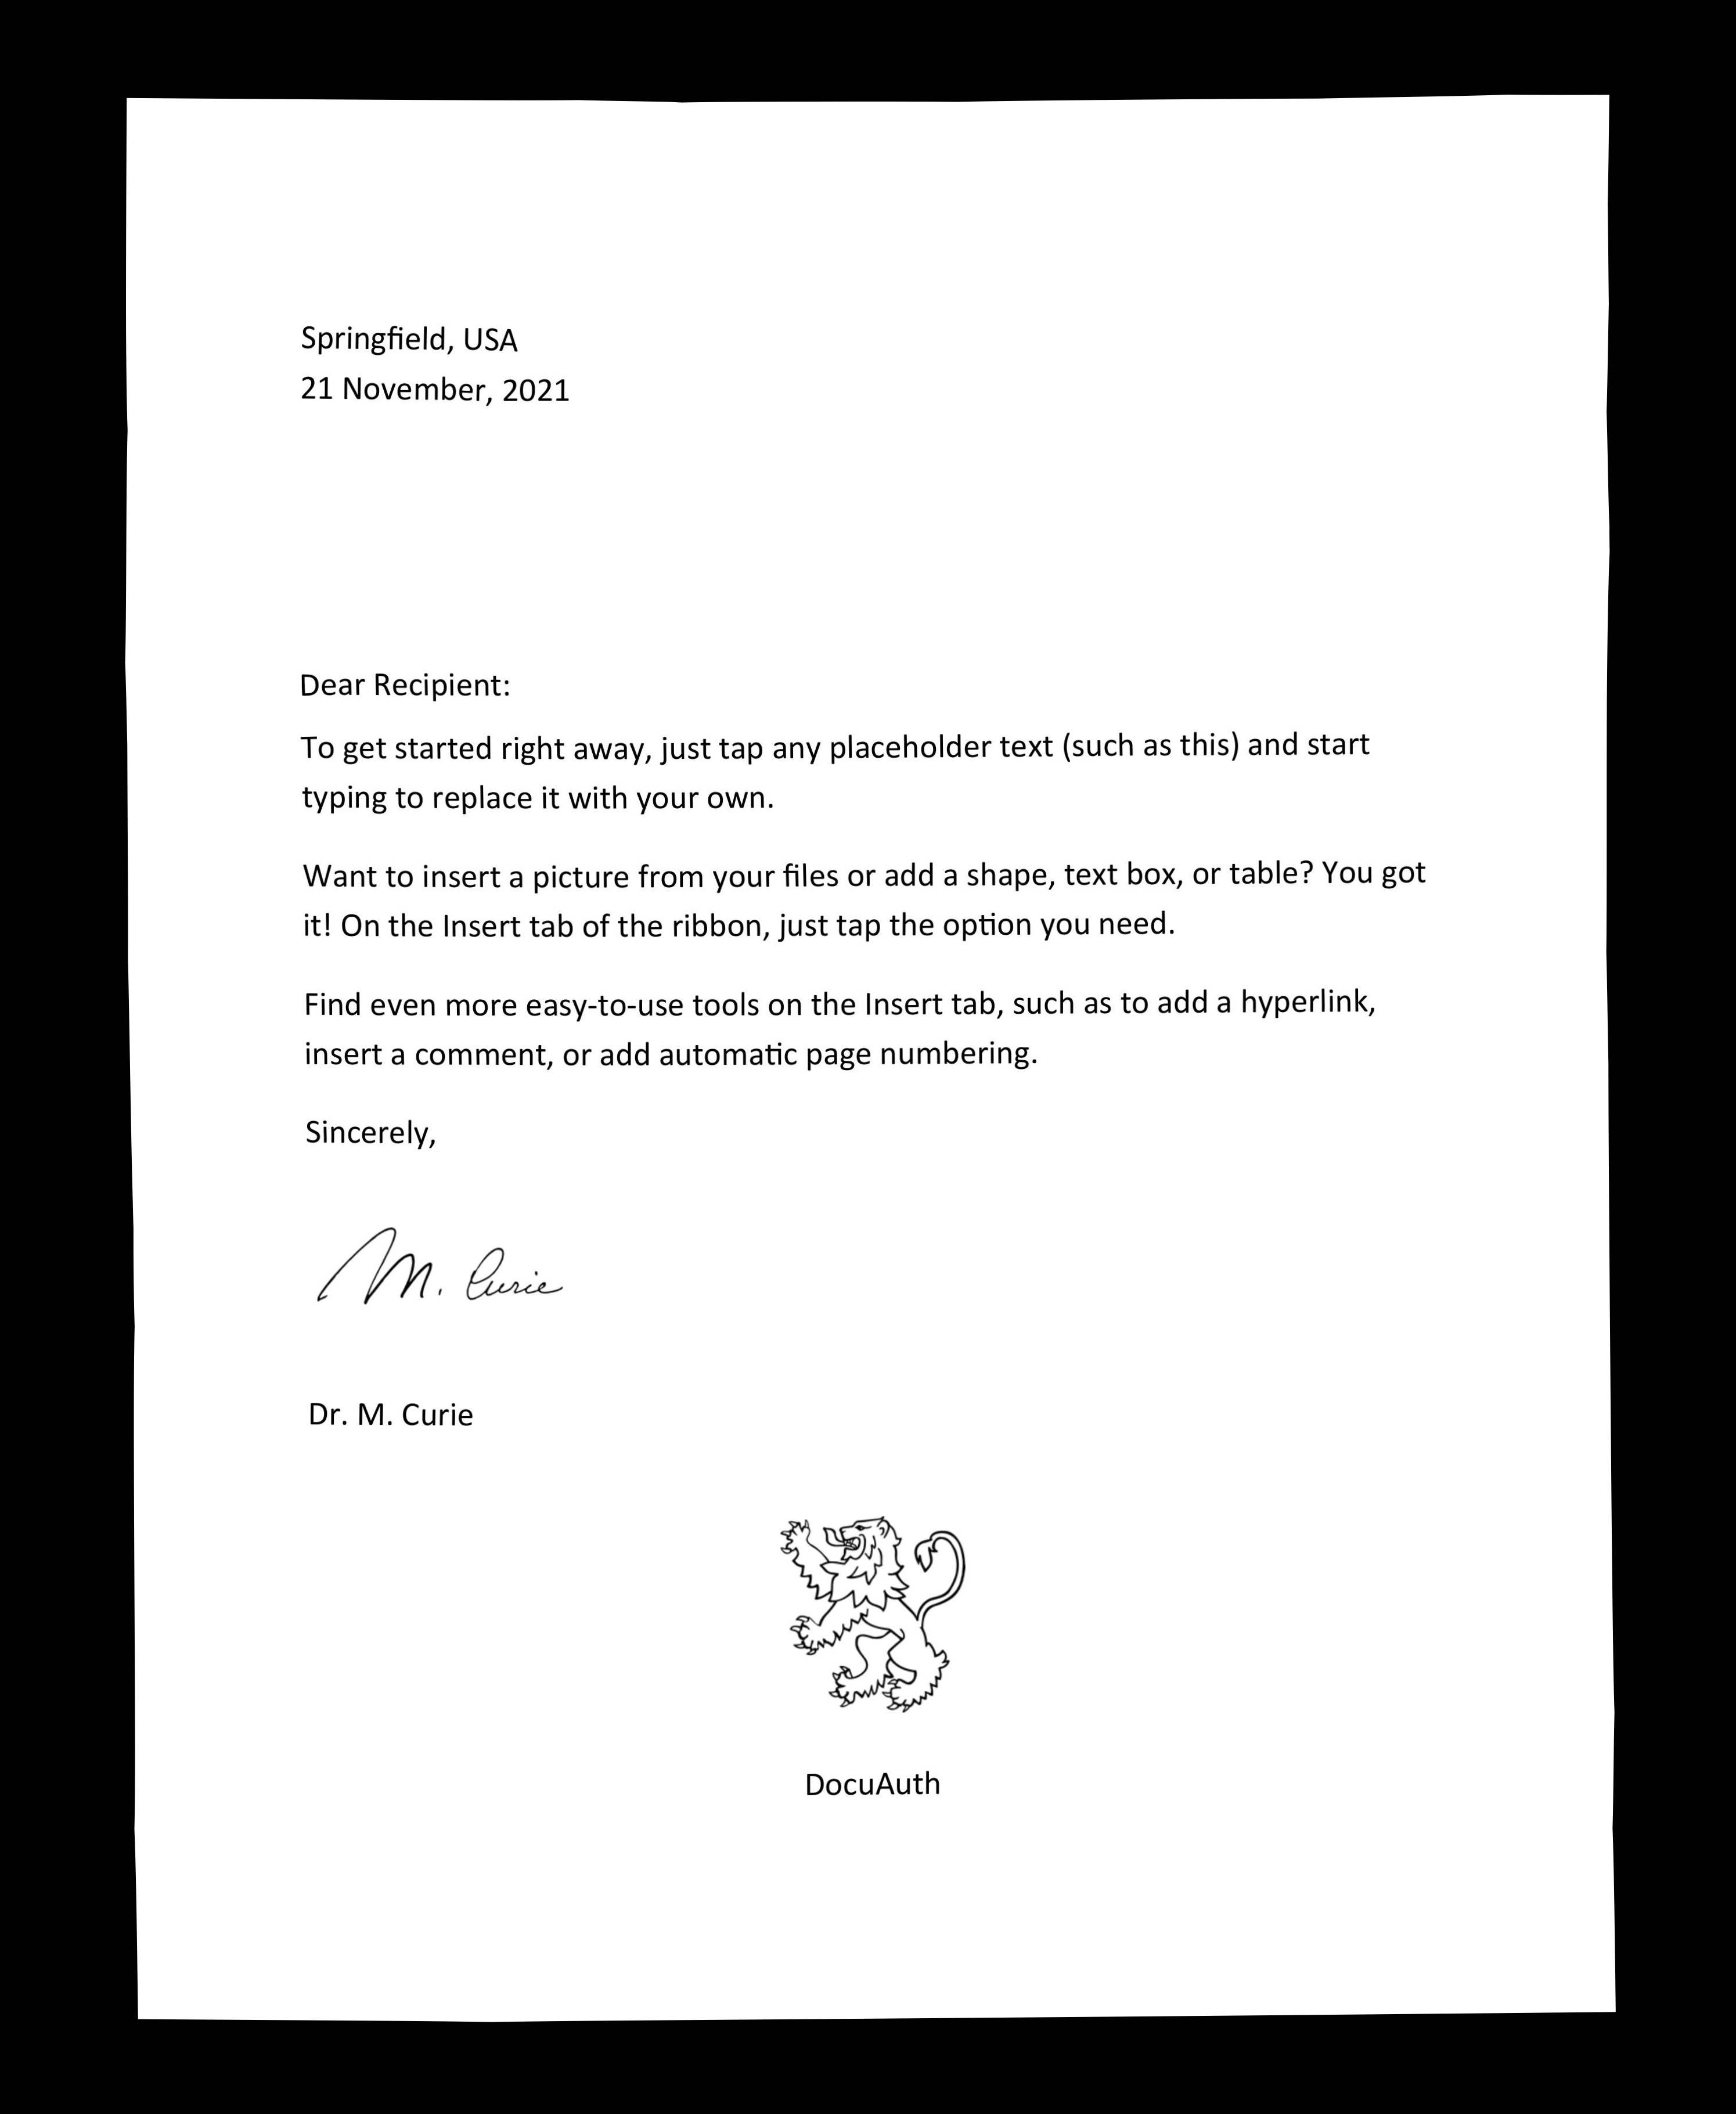 Springfield, USA
21 November, 2021
Dear Recipient:
To get started right away, just tap any placeholder text (such as this) and start
typing to replace it with your own.
Want to insert a picture from your files or add a shape, text box, or table? You got
it! On the Insert tab of the ribbon, just tap the option you need.
Find even more easy-to-use tools on the Insert tab, such as to add a hyperlink,
insert a comment, or add automatic page numbering.
Sincerely,
M. Curie
Dr. M. Curie
DocuAuth